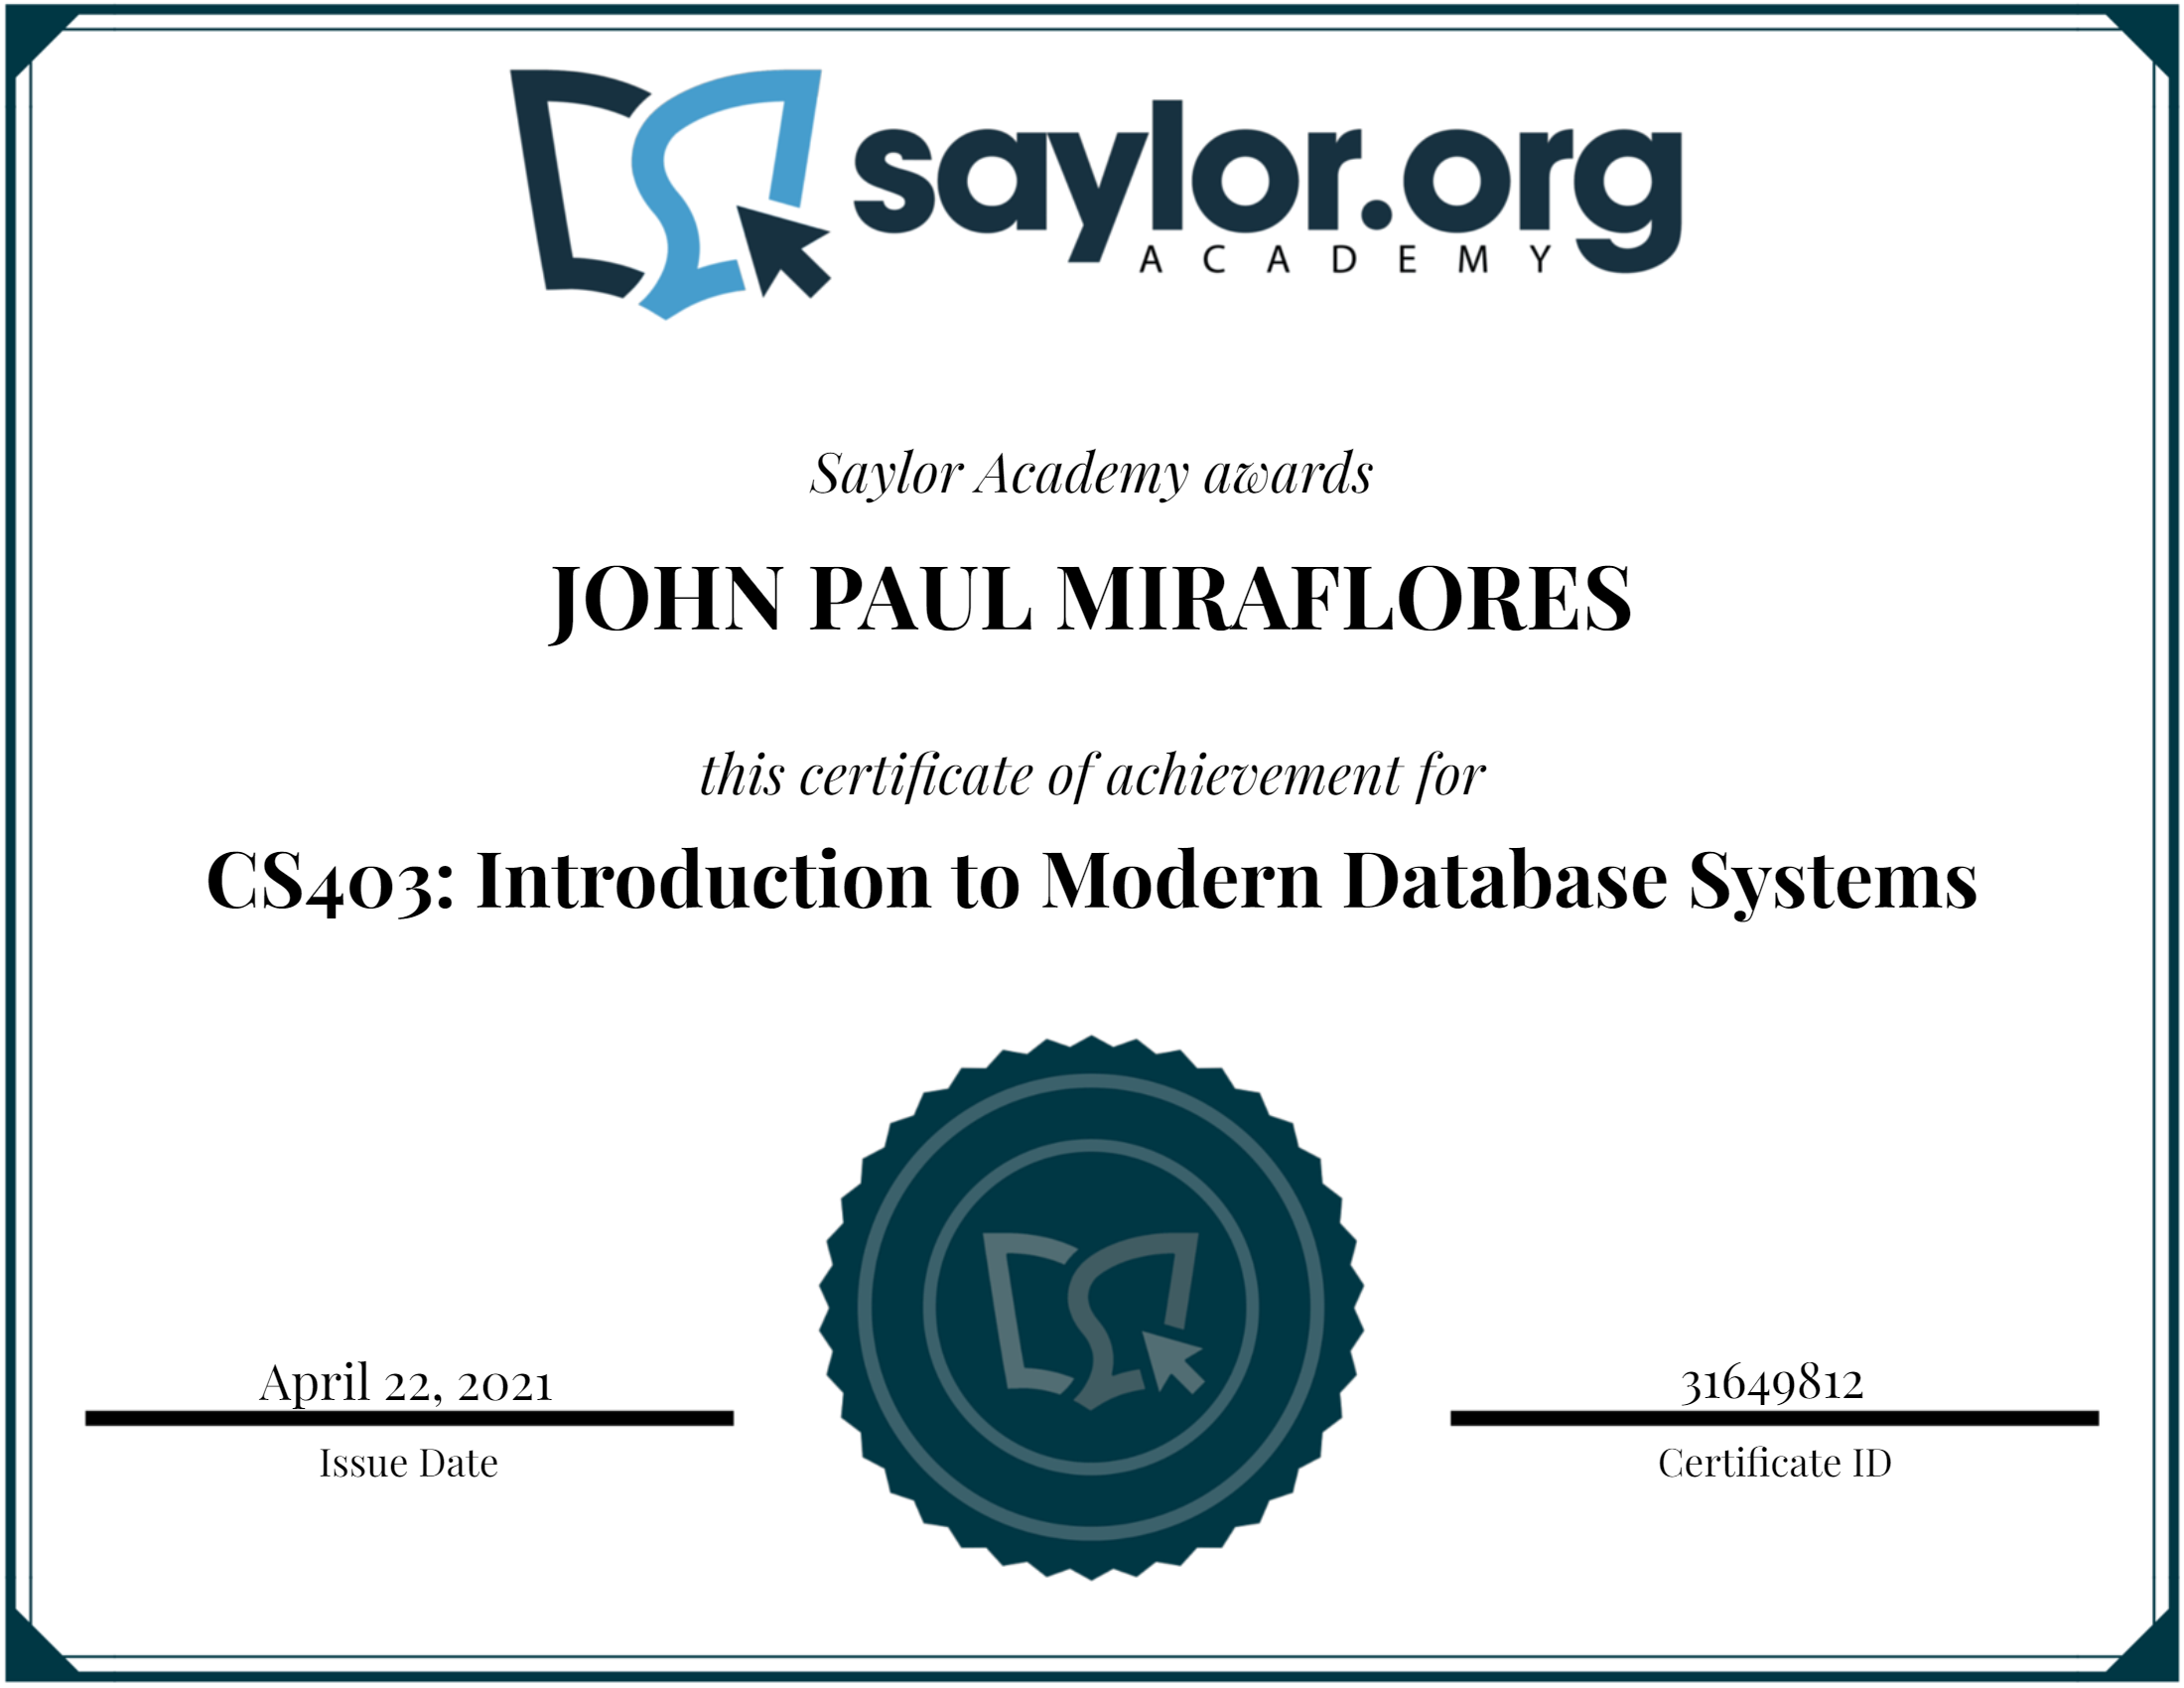 saylor.org
ACADEMY
Saylor Academy awards
JOHN PAUL MIRAFLORES
this certificate of achievement for
CS403: Introduction to Modern Database Systems
April 22, 2021
Issue Date
31649812
Certificate ID